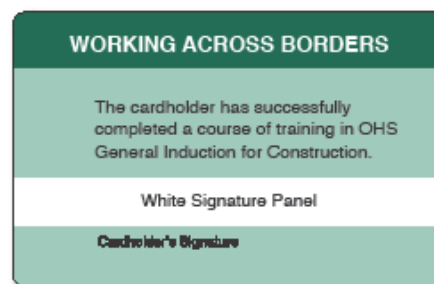 WORKING ACROSS BORDERS
The cardholder has successfully
completed a course of training in OHS
General Induction for Construction.
White Signature Panel
Cardholder's Signature